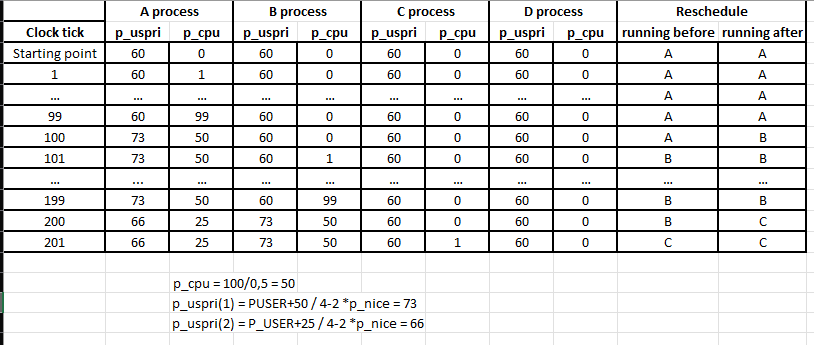 A process B process C process D process Reschedule
Clock tick p_uspri p_cpu p_uspri p_cpu p_uspri p_cpu p_uspri p_cpu running before running after
Starting point 60 0 60 0 60 0 60 0 A A
1 60 1 60 0 60 0 60 0 A A
... ... ... ... ... ... ... ... ... A A
99 60 99 60 0 60 0 60 0 A A
100 73 50 60 0 60 0 60 0 A B
101 73 50 60 1 60 0 60 0 B B
... ... ... ... ... ... ... ... ... ... ...
199 73 50 60 99 60 0 60 0 B B
200 66 25 73 50 60 0 60 0 B C
201 66 25 73 50 60 1 60 0 C C
p_cpu = 100/0,5 = 50
p_uspri(1) = PUSER+50 / 4-2 *p_nice = 73
p_uspri(2) = P_USER+25 / 4-2 *p_nice = 66